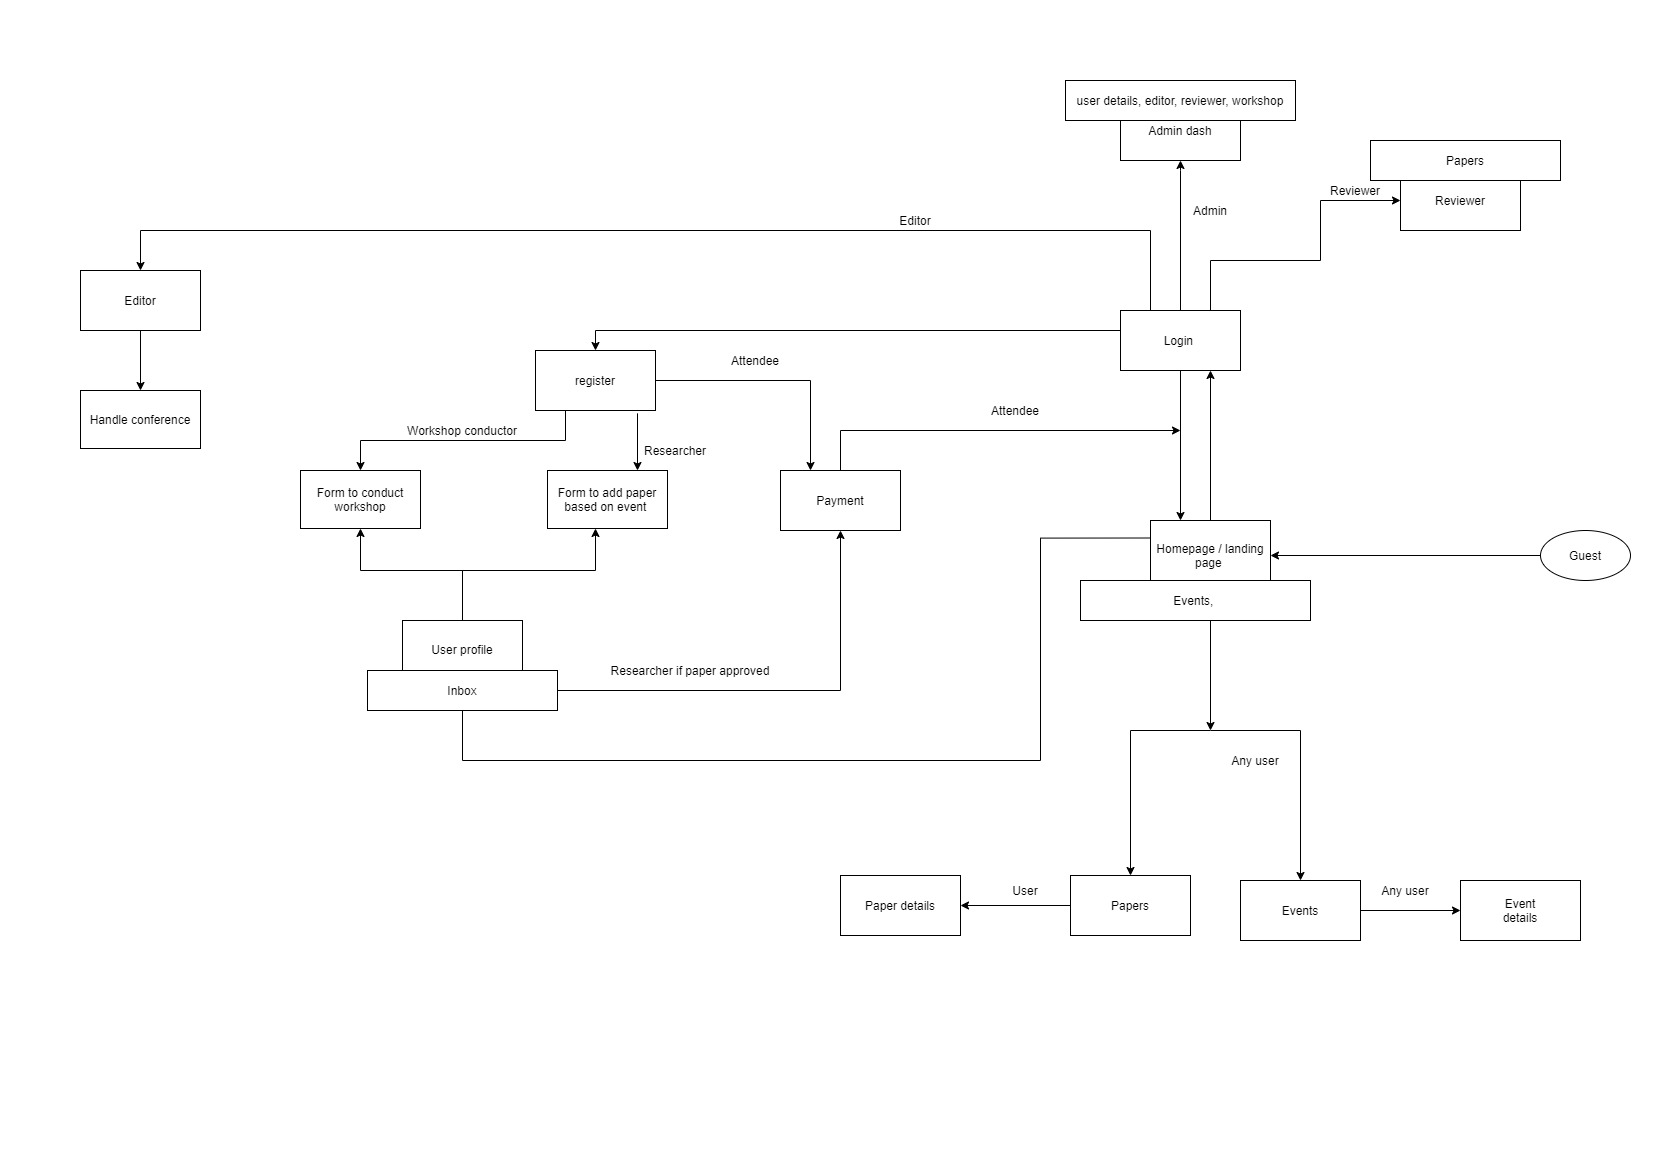 user details, editor, reviewer, workshop
Admin dash
Papers
Reviewer
Reviewer
Admin
Editor
Editor
Login
Attendee
register
Attendee
Handle conference
Workshop conductor
Researcher
Form to conduct
workshop
Form to add paper
based on event
Payment
Homepage / landing
page
Guest
Events,
User profile
Researcher if paper approved
Inbox
Any user
User
Any user
Paper details
Papers
Events
Event
details